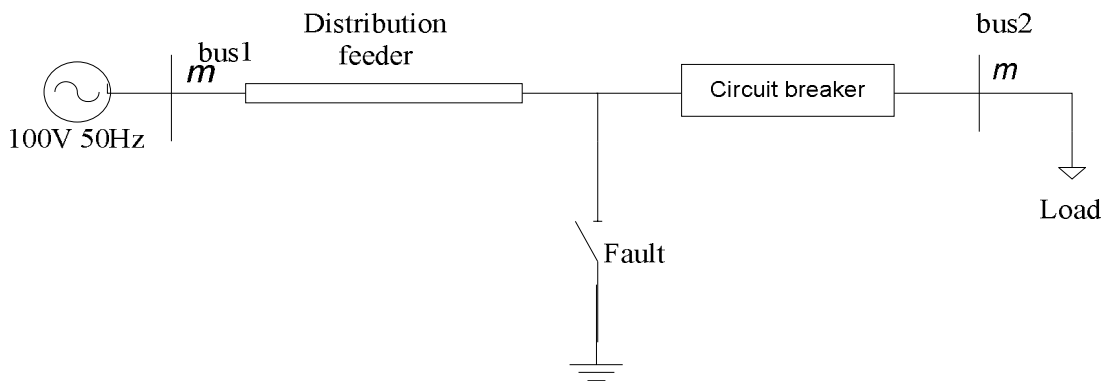 Distribution
feeder
bus1
m
bus2
m
Circuit breaker
100V 50Hz
Load
Fault